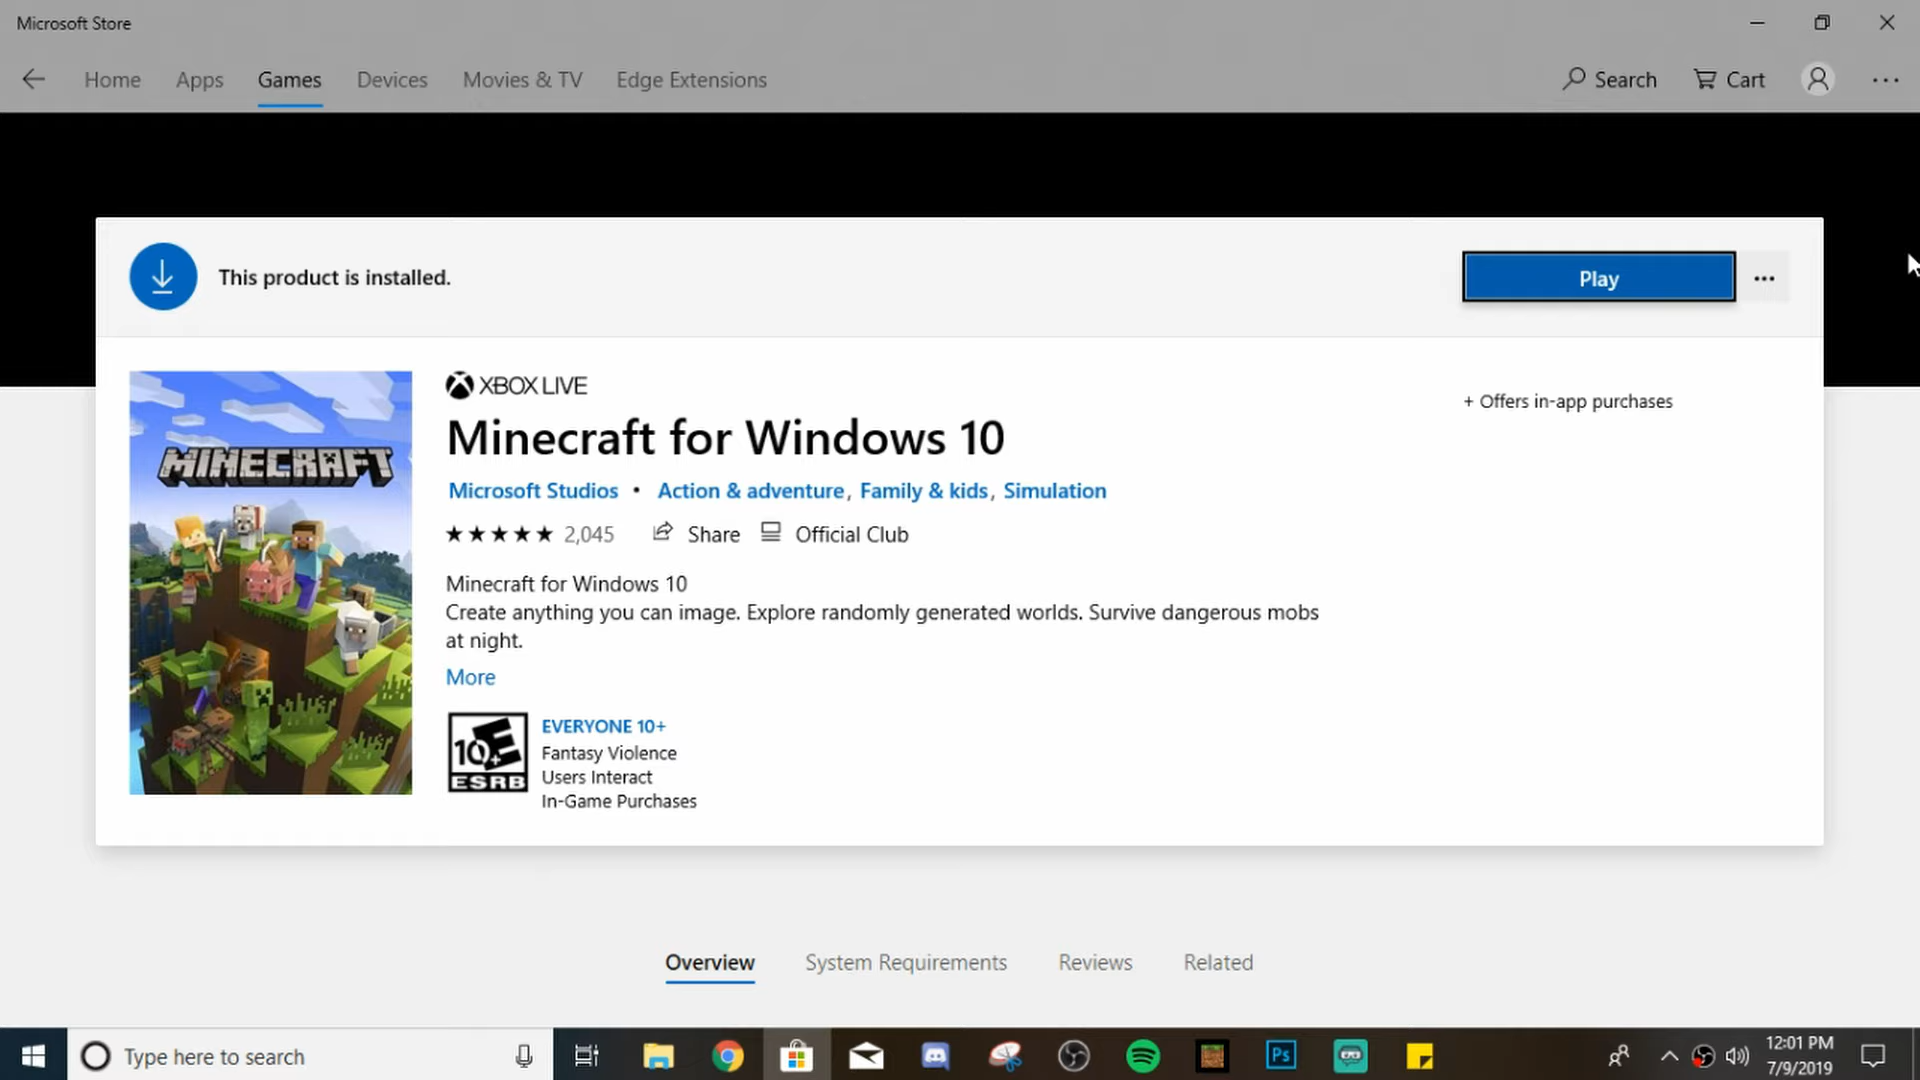 Microsoft Store
Home Apps Games Devices Movies & TV Edge Extensions Search Cart
This product is installed.
Play
XBOX LIVE
+ Offers in-app purchases
Minecraft for Windows 10
MINECRAFT
Microsoft Studios • Action & adventure, Family & kids, Simulation
2,045 Share Official Club
Minecraft for Windows 10
Create anything you can image. Explore randomly generated worlds. Survive dangerous mobs
at night.
More
10+ E
ESRB
EVERYONE 10+
Fantasy Violence
Users Interact
In-Game Purchases
Overview System Requirements Reviews Related
Type here to search
Ps
12:01 PM
7/9/2019